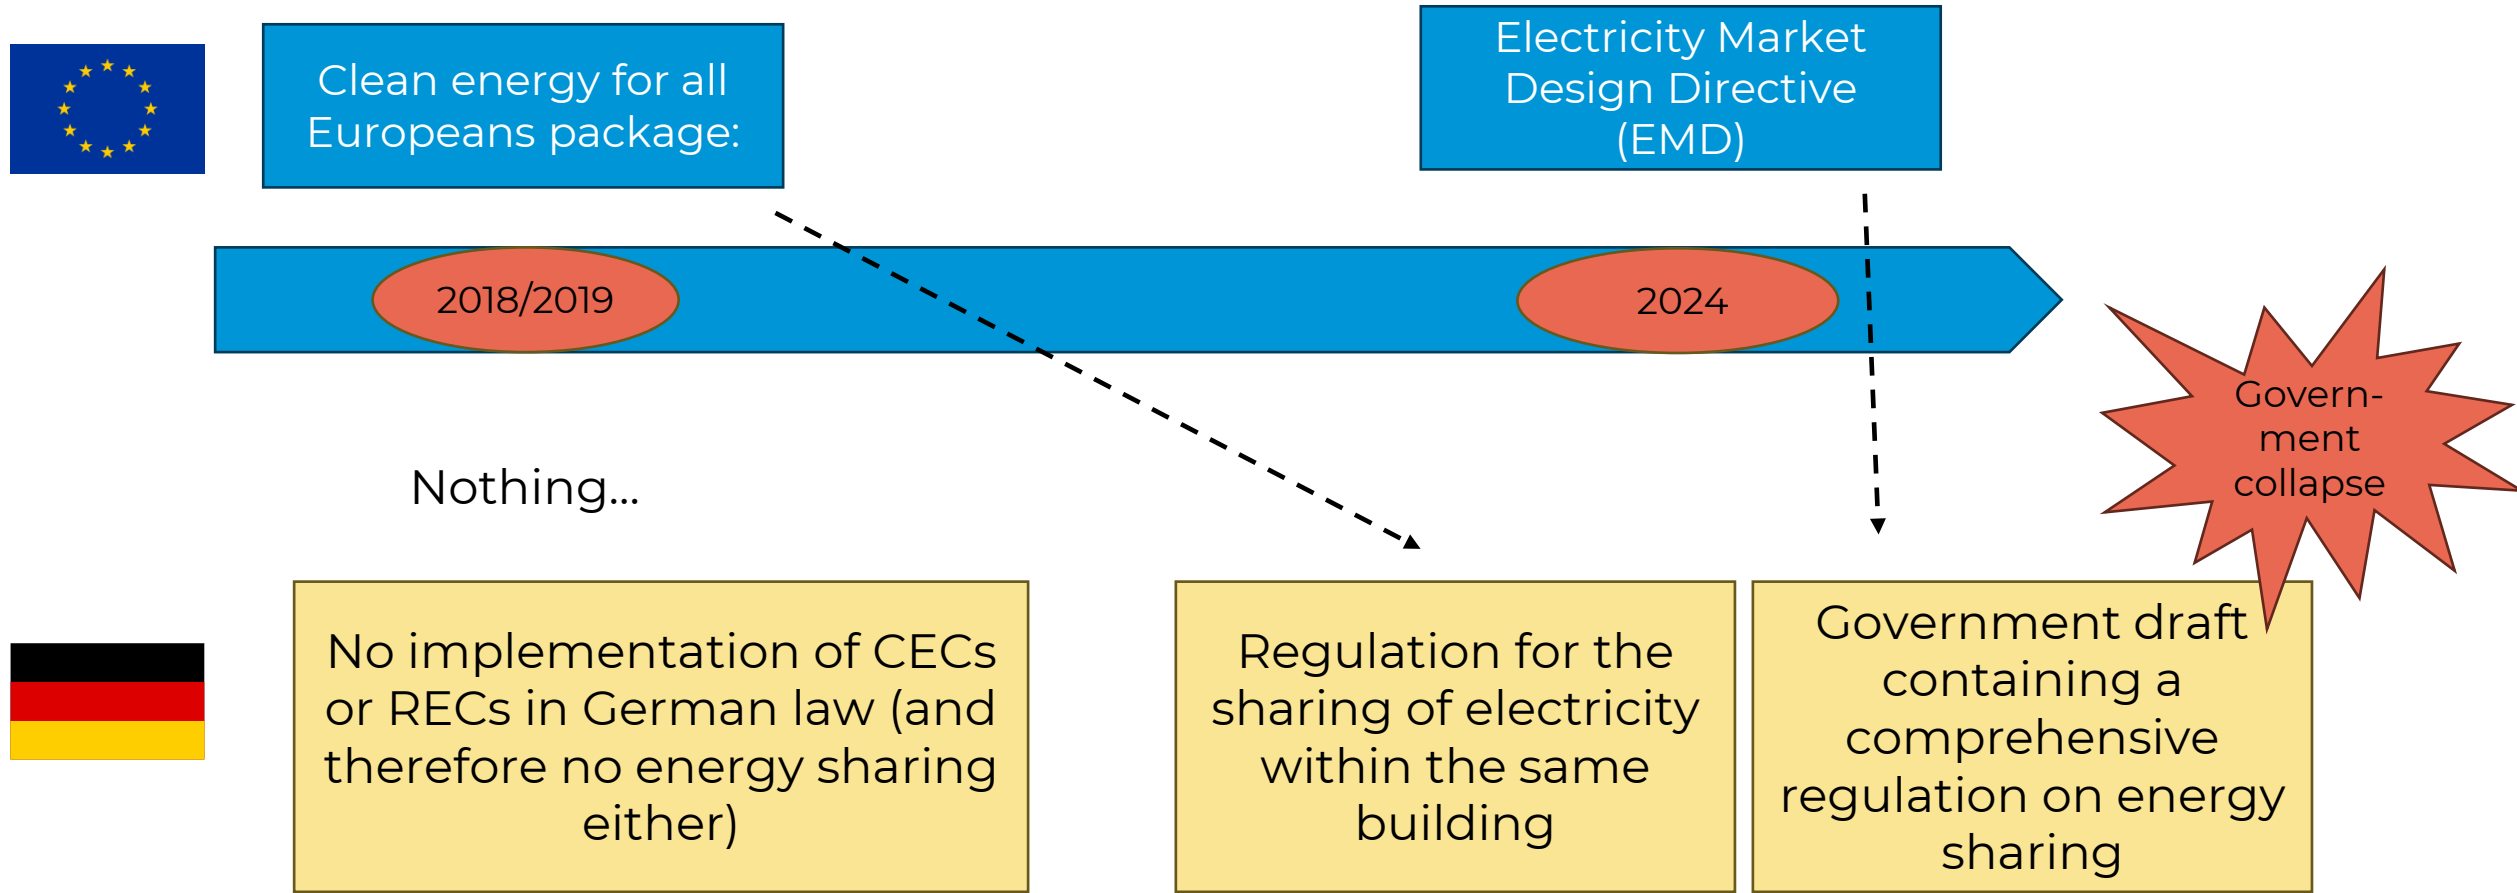 Clean energy for all
Europeans package:
Electricity Market
Design Directive
(EMD)
2018/2019
2024
Govern-
ment
collapse
Nothing...
No implementation of CECs
or RECs in German law (and
therefore no energy sharing
either)
Regulation for the
sharing of electricity
within the same
building
Government draft
containing a
comprehensive
regulation on energy
sharing